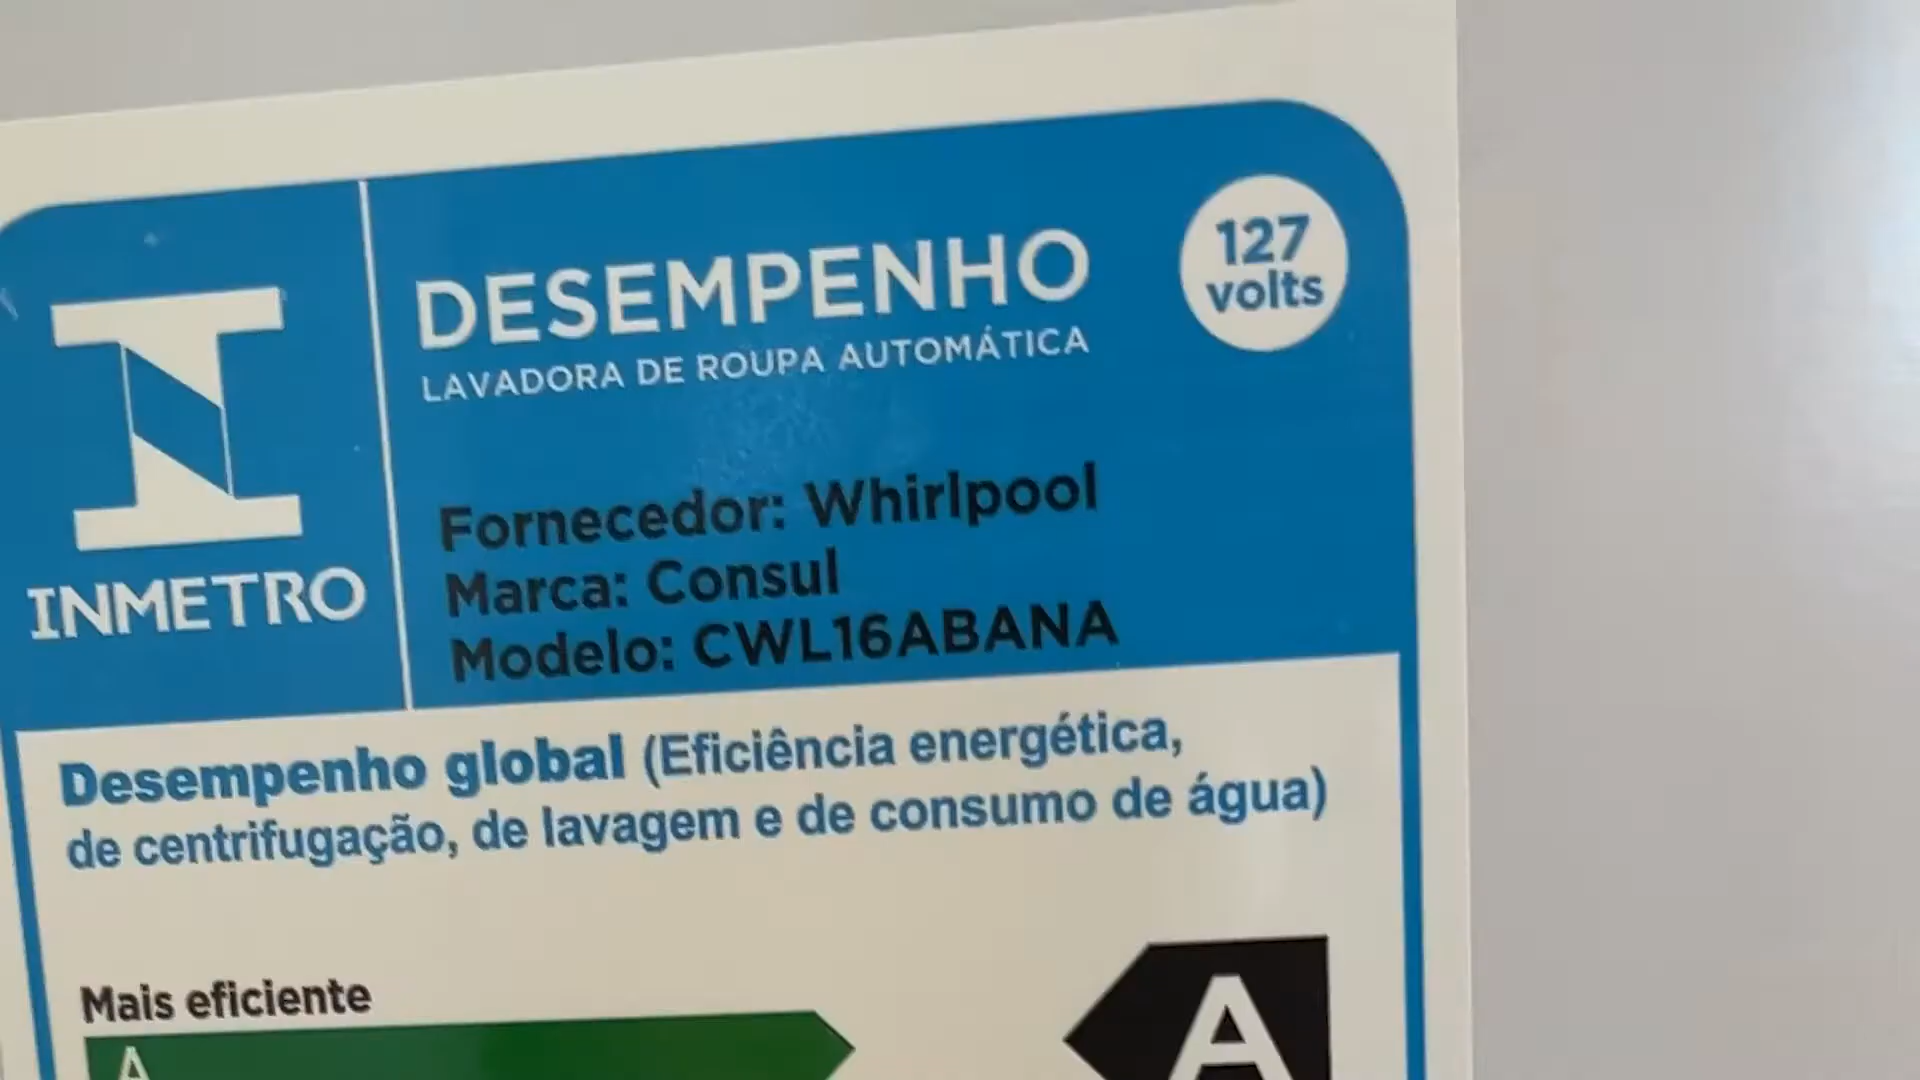 INMETRO
DESEMPENHO
LAVADORA DE ROUPA AUTOMÁTICA
127
volts
Fornecedor: Whirlpool
Marca: Consul
Modelo: CWL16ABANA
Desempenho global (Eficiência energética,
de centrifugação, de lavagem e de consumo de água)
Mais eficiente
A
A